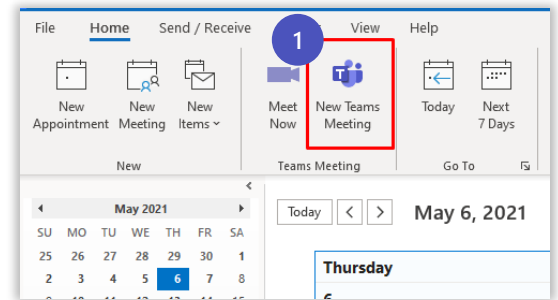 File Home Send / Receive View Help
1
New Appointment
New Meeting
New Items
Meet Now
New Teams Meeting
Today
Next 7 Days
New
Teams Meeting
Go To
May 2021
SU MO TU WE TH FR SA
25 26 27 28 29 30 1
2 3 4 5 6 7 8
Today
May 6, 2021
Thursday
6